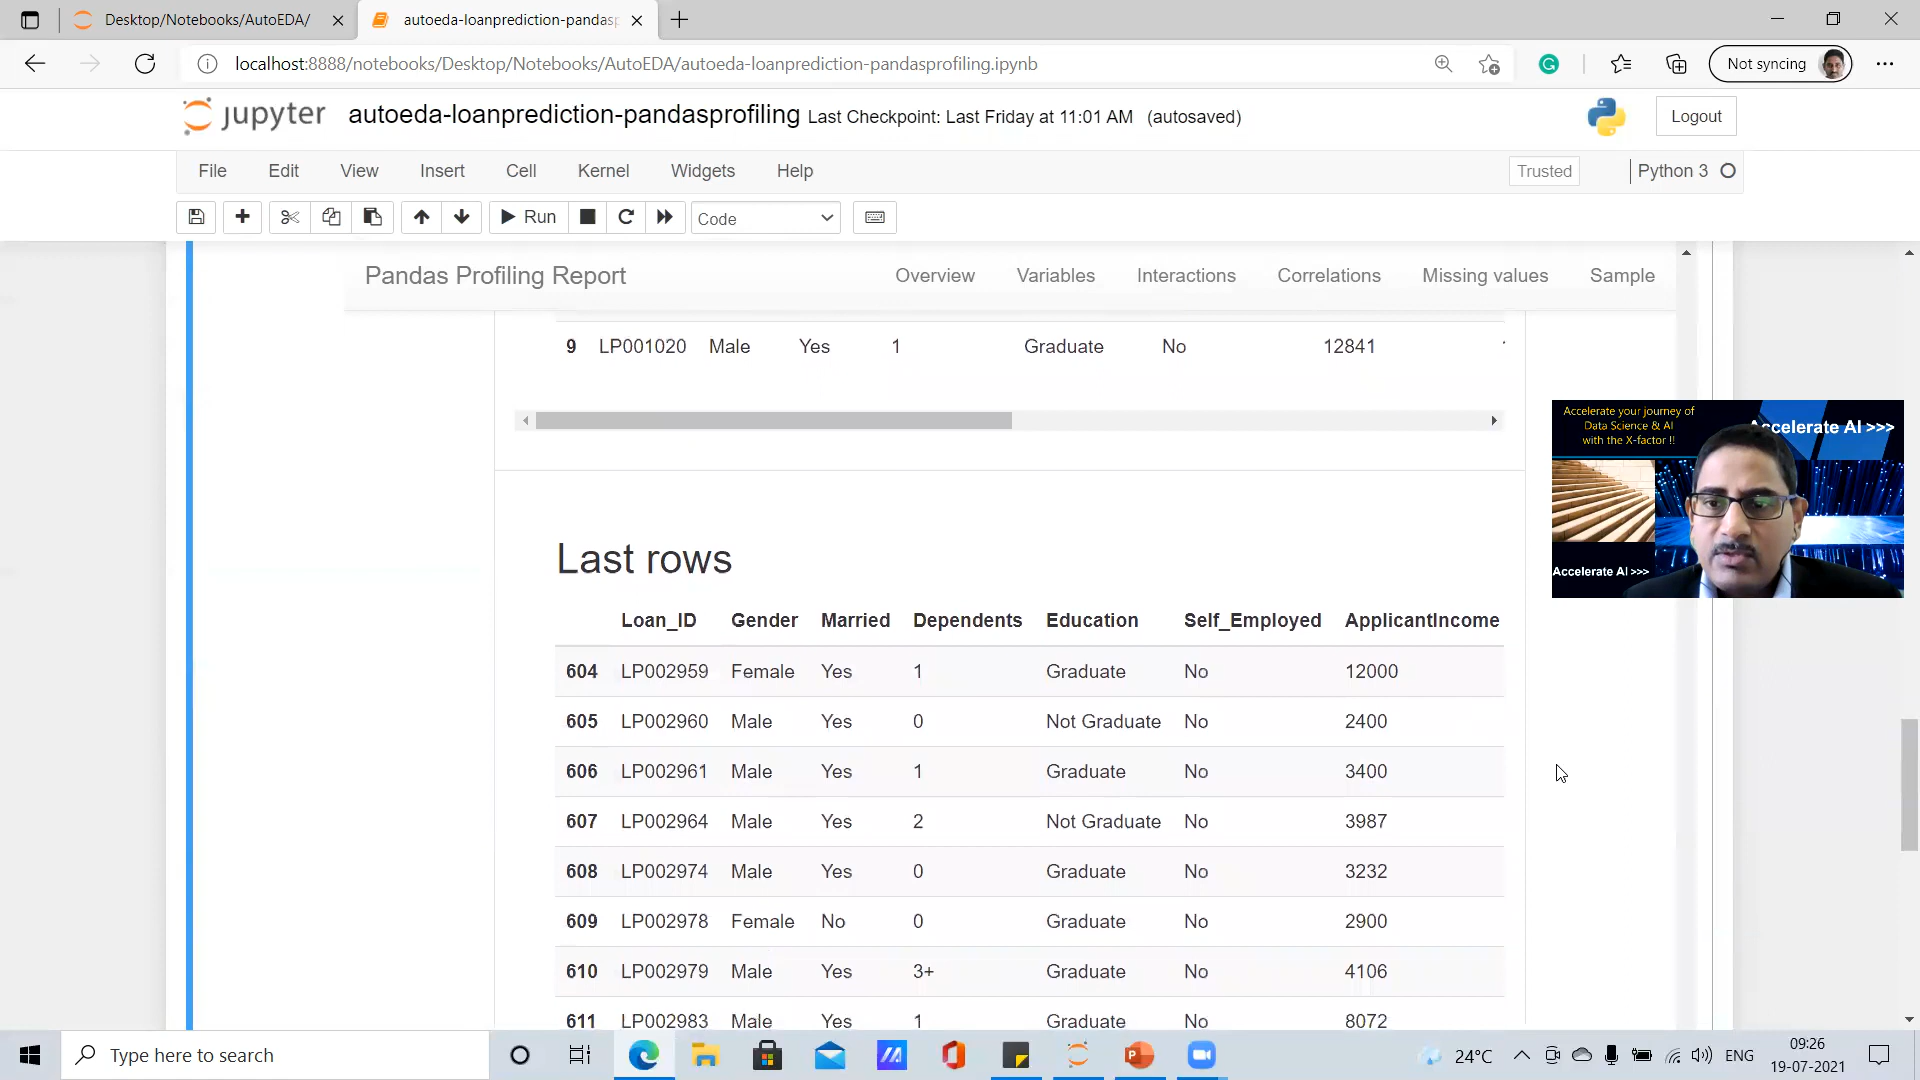 Desktop/Notebooks/AutoEDA/
autoeda-loanprediction-pandasp
localhost:8888/notebooks/Desktop/Notebooks/AutoEDA/autoeda-loanprediction-pandasprofiling.ipynb
Not syncing
jupyter autoeda-loanprediction-pandasprofiling Last Checkpoint: Last Friday at 11:01 AM (autosaved)
Logout
File Edit View Insert Cell Kernel Widgets Help
Trusted
Python 3
Run
Code
Pandas Profiling Report Overview Variables Interactions Correlations Missing values Sample
9 LP001020 Male Yes 1 Graduate No 12841
Accelerate your journey of
Data Science & AI
with the X-factor !!
ccelerate AI >>>
Accelerate AI >>>
Last rows
Loan_ID Gender Married Dependents Education Self_Employed ApplicantIncome
604 LP002959 Female Yes 1 Graduate No 12000
605 LP002960 Male Yes 0 Not Graduate No 2400
606 LP002961 Male Yes 1 Graduate No 3400
607 LP002964 Male Yes 2 Not Graduate No 3987
608 LP002974 Male Yes 0 Graduate No 3232
609 LP002978 Female No 0 Graduate No 2900
610 LP002979 Male Yes 3+ Graduate No 4106
611 LP002983 Male Yes 1 Graduate No 8072
Type here to search
24°C
ENG
09:26
19-07-2021